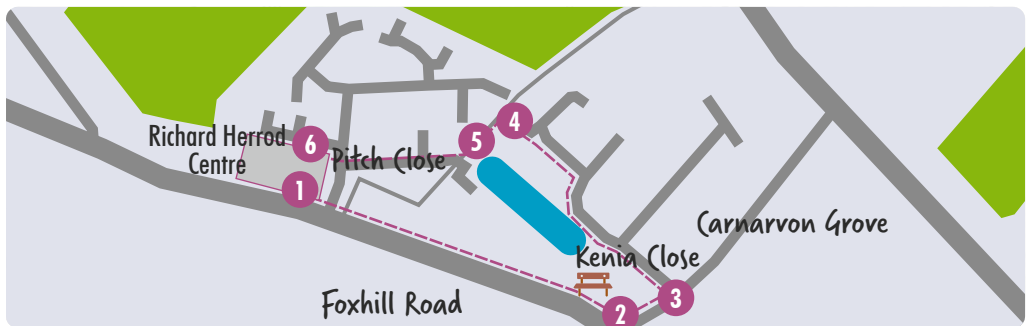 4
5
6
Richard Herrod
Centre
Pitch Close
1
Carnarvon Grove
Kenia Close
3
Foxhill Road
2